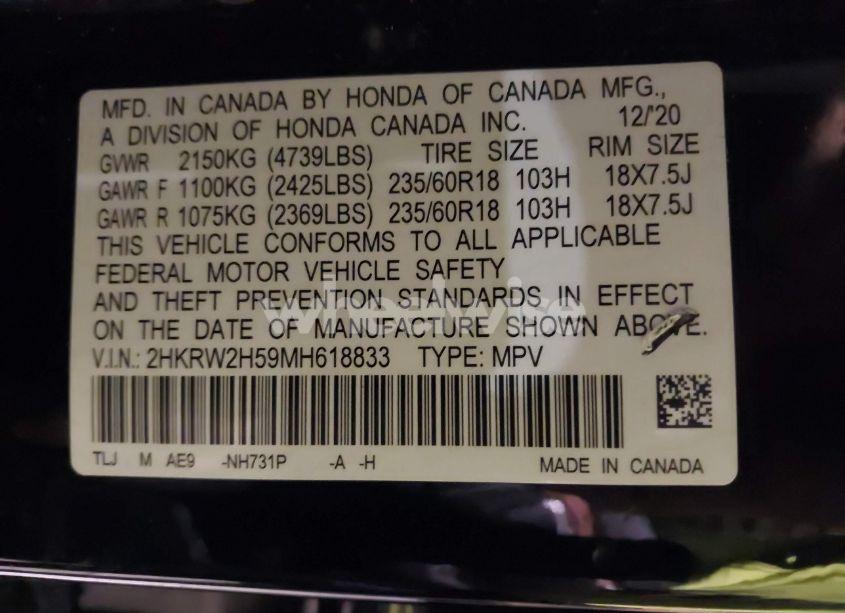 MFD. IN CANADA BY HONDA OF CANADA MFG.,
A DIVISION OF HONDA CANADA INC. 12/'20
GVWR 2150KG (4739LBS) TIRE SIZE RIM SIZE
GAWR F 1100KG (2425LBS) 235/60R18 103H 18X7.5J
GAWR R 1075KG (2369LBS) 235/60R18 103H 18X7.5J
THIS VEHICLE CONFORMS TO ALL APPLICABLE
FEDERAL MOTOR VEHICLE SAFETY
AND THEFT PREVENTION STANDARDS IN EFFECT
ON THE DATE OF MANUFACTURE SHOWN ABOVE.
wheelwise
V.I.N.: 2HKRW2H59MH618833 TYPE: MPV
TLJ M AE9 -NH731P -A -H MADE IN CANADA